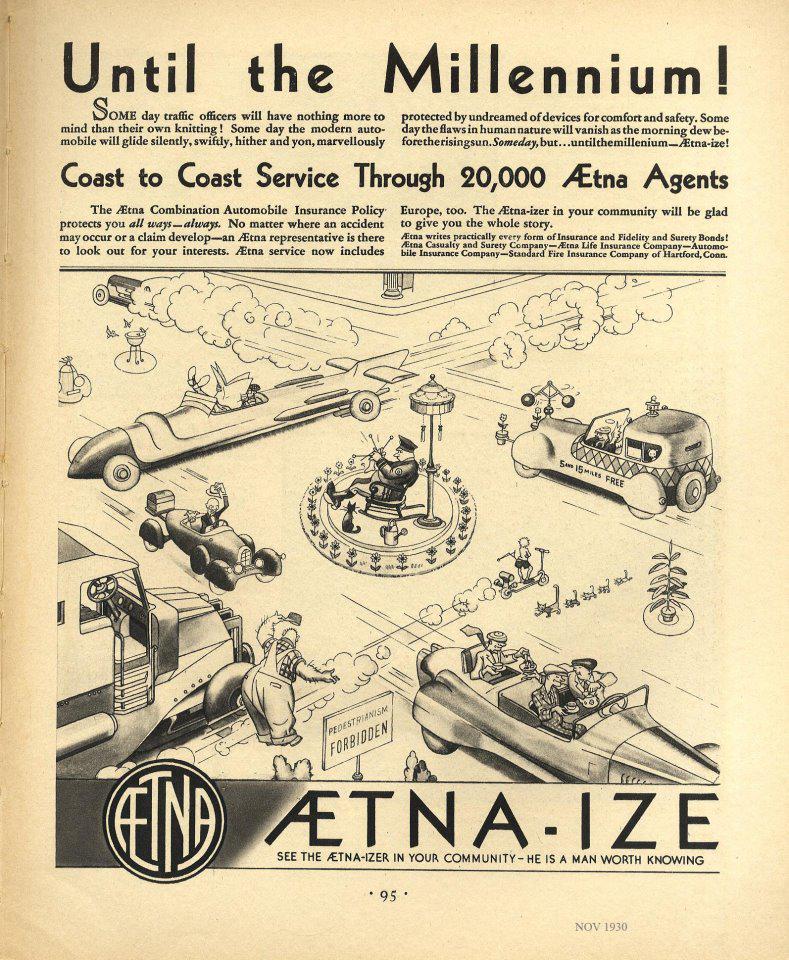 Until the Millennium!
SOME day traffic officers will have nothing more to
mind than their own knitting! Some day the modern auto-
mobile will glide silently, swiftly, hither and yon, marvellously
protected by undreamed of devices for comfort and safety. Some
day the flaws in human nature will vanish as the morning dew be-
fore the rising sun. Someday, but...until the millenium—Ætna-ize!
Coast to Coast Service Through 20,000 Ætna Agents
The Ætna Combination Automobile Insurance Policy
protects you all ways—always. No matter where an accident
may occur or a claim develop—an Ætna representative is there
to look out for your interests. Ætna service now includes
Europe, too. The Ætna-izer in your community will be glad
to give you the whole story.
Ætna writes practically every form of Insurance and Fidelity and Surety Bonds!
Ætna Casualty and Surety Company—Ætna Life Insurance Company—Automo-
bile Insurance Company—Standard Fire Insurance Company of Hartford, Conn.
5 AND 15 MILES FREE
PEDESTRIANISM
FORBIDDEN
ÆTNA
ÆTNA-IZE
SEE THE ÆTNA-IZER IN YOUR COMMUNITY – HE IS A MAN WORTH KNOWING
· 95 ·
NOV 1930